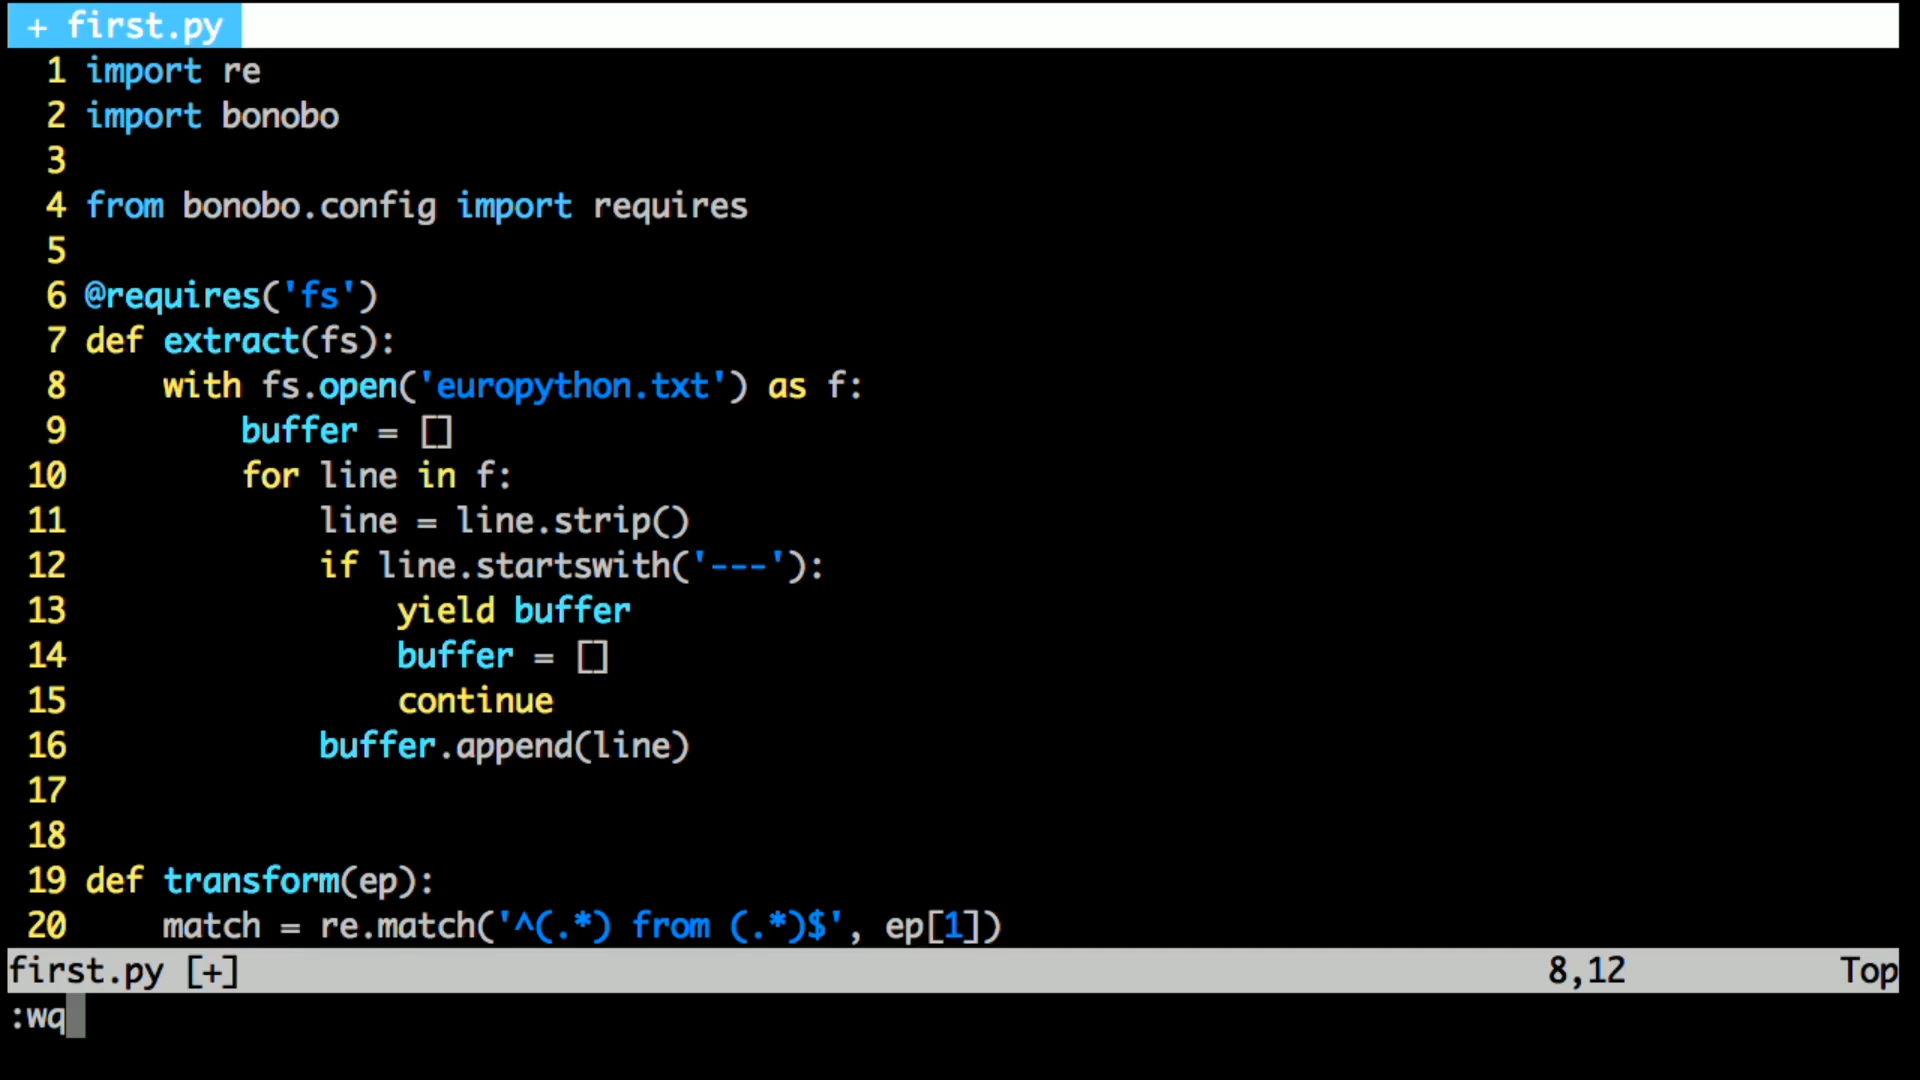 + first.py
1 import re
2 import bonobo
3
4 from bonobo.config import requires
5
6 @requires('fs')
7 def extract(fs):
8     with fs.open('europython.txt') as f:
9         buffer = []
10         for line in f:
11             line = line.strip()
12             if line.startswith('---'):
13                 yield buffer
14                 buffer = []
15                 continue
16             buffer.append(line)
17
18
19 def transform(ep):
20     match = re.match('^(.*) from (.*)$', ep[1])
first.py [+] 8,12 Top
:wq